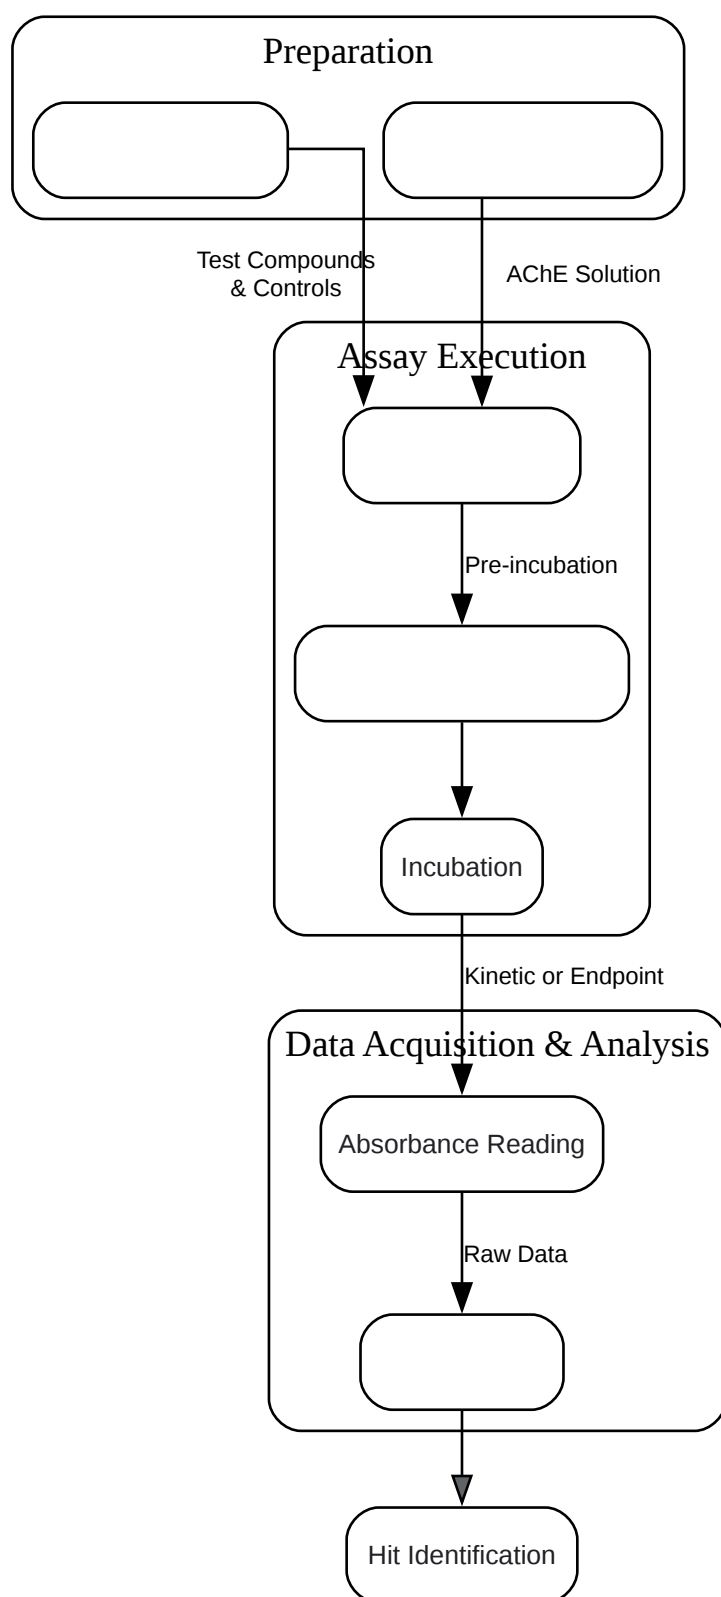 Preparation
Test Compounds
& Controls
AChE Solution
Assay Execution
Pre-incubation
Incubation
Kinetic or Endpoint
Data Acquisition & Analysis
Absorbance Reading
Raw Data
Hit Identification